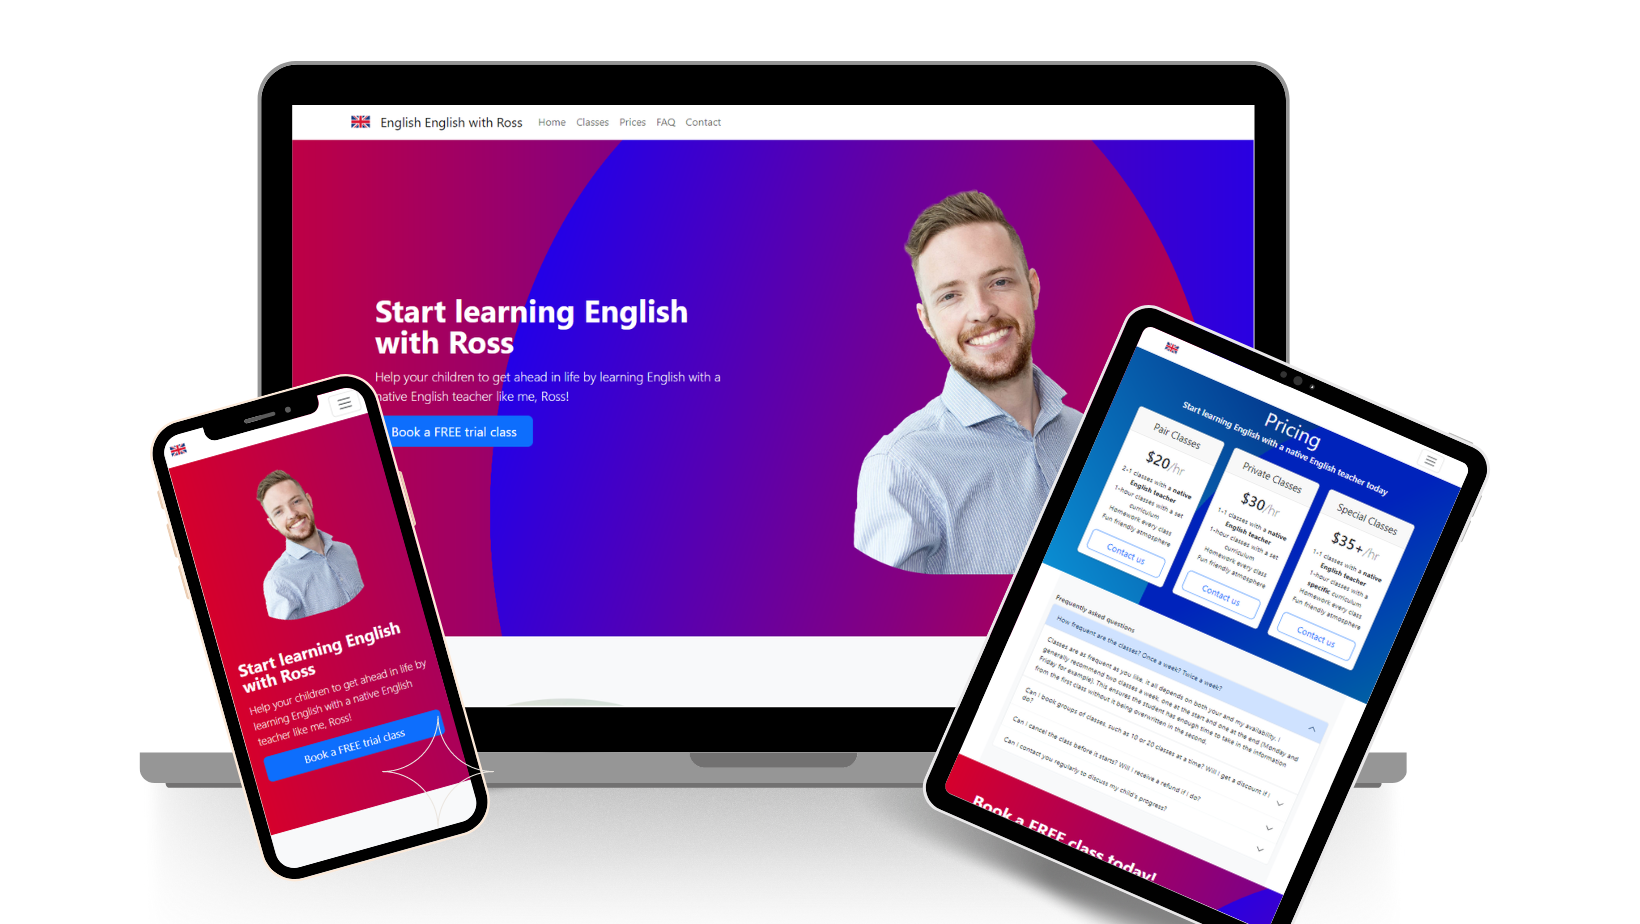 English English with Ross Home Classes Prices FAQ Contact
Start learning English
with Ross
Help your children to get ahead in life by learning English with a
native English teacher like me, Ross!
Book a FREE trial class
Start learning English
with Ross
Help your children to get ahead in life by
learning English with a native English
teacher like me, Ross!
Book a FREE trial class
Pricing
Start learning English with a native English teacher today
Pair Classes
$20/hr
2-1 classes with a native
English teacher
1-hour classes with a set
curriculum
Homework every class
Fun friendly atmosphere
Contact us
Private Classes
$30/hr
1-1 classes with a native
English teacher
1-hour classes with a set
curriculum
Homework every class
Fun friendly atmosphere
Contact us
Special Classes
$35+/hr
1-1 classes with a native
English teacher
1-hour classes with a
specific curriculum
Homework every class
Fun friendly atmosphere
Contact us
Frequently asked questions
How frequent are the classes? Once a week? Twice a week?
Classes are as frequent as you like, it all depends on both your and my availability. I
generally recommend two classes a week, one at the start and one at the end (Monday and
Friday for example). This ensures the student has enough time to take in the information
from the first class without it being overwritten in the second.
Can I book groups of classes, such as 10 or 20 classes at a time? Will I get a discount if I
do?
Can I cancel the class before it starts? Will I receive a refund if I do?
Can I contact you regularly to discuss my child's progress?
Book a FREE class today!